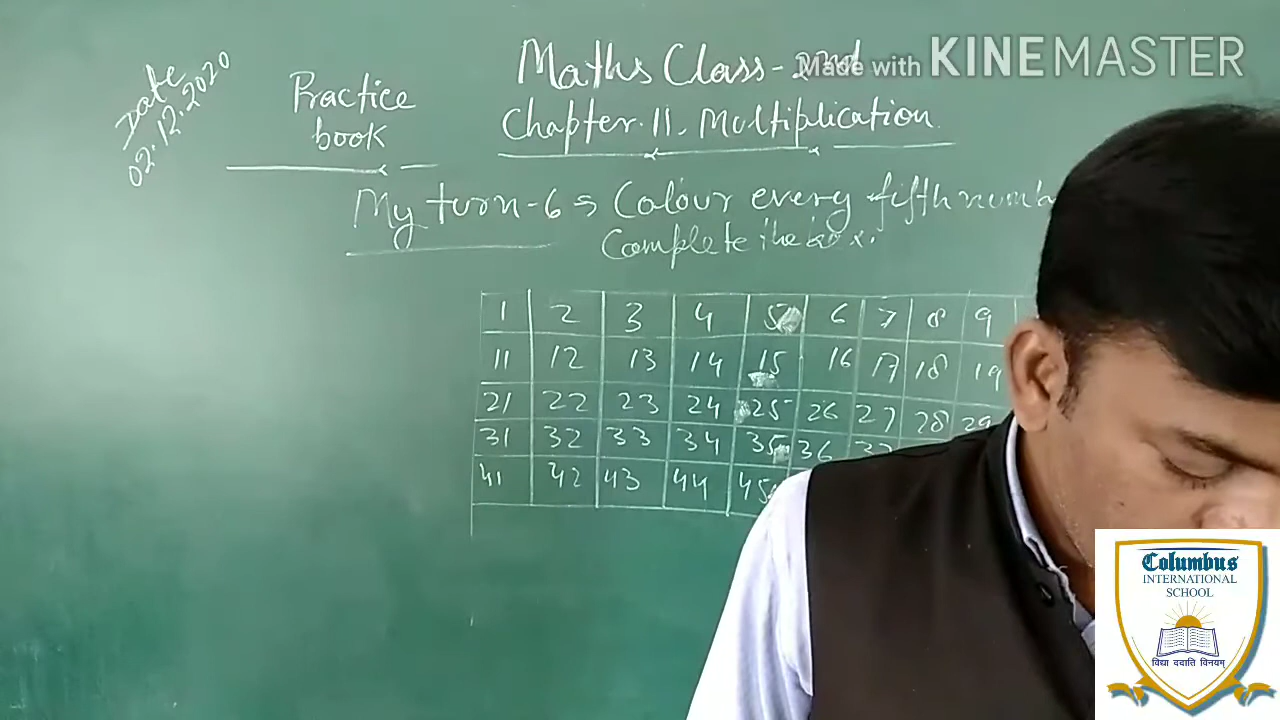 Made with KINEMASTER
Maths Class-2nd
Date
02.12.2020
Practice
book
Chapter.11. Multiplication
My turn-6 ⇒ Colour every fifth numb
Complete the box.
1 2 3 4 5 6 7 8 9
11 12 13 14 15 16 17 18 19
21 22 23 24 25 26 27 28 29
31 32 33 34 35 36 37
41 42 43 44 45
Columbus
INTERNATIONAL
SCHOOL
विद्या ददाति विनयम्